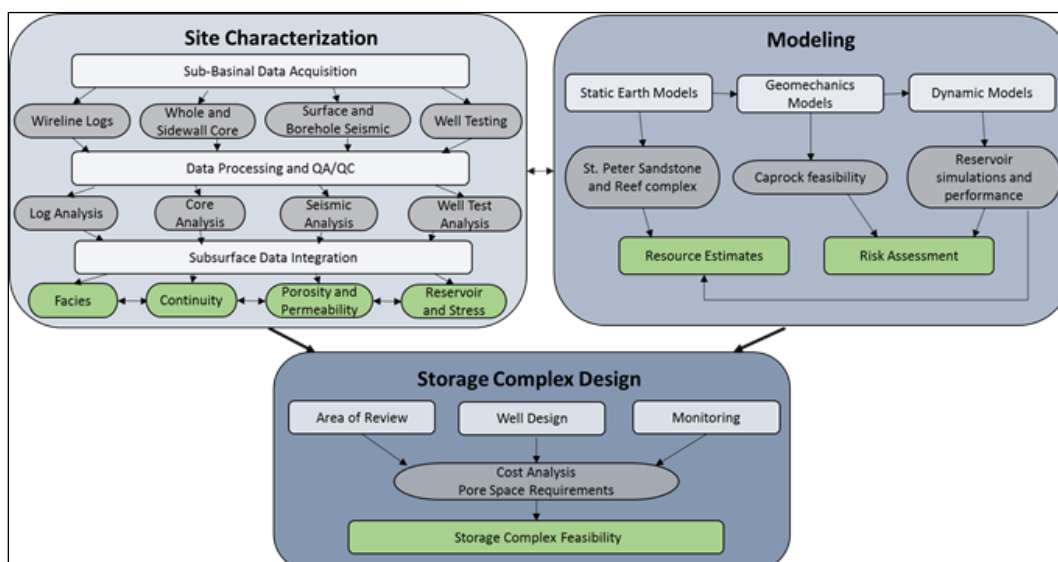 Site Characterization
Sub-Basinal Data Acquisition
Wireline Logs
Whole and
Sidewall Core
Surface and
Borehole Seismic
Well Testing
Data Processing and QA/QC
Log Analysis
Core
Analysis
Seismic
Analysis
Well Test
Analysis
Subsurface Data Integration
Facies
Continuity
Porosity and
Permeability
Reservoir
and Stress
Modeling
Static Earth Models
Geomechanics
Models
Dynamic Models
St. Peter Sandstone
and Reef complex
Caprock feasibility
Reservoir
simulations and
performance
Resource Estimates
Risk Assessment
Storage Complex Design
Area of Review
Well Design
Monitoring
Cost Analysis
Pore Space Requirements
Storage Complex Feasibility